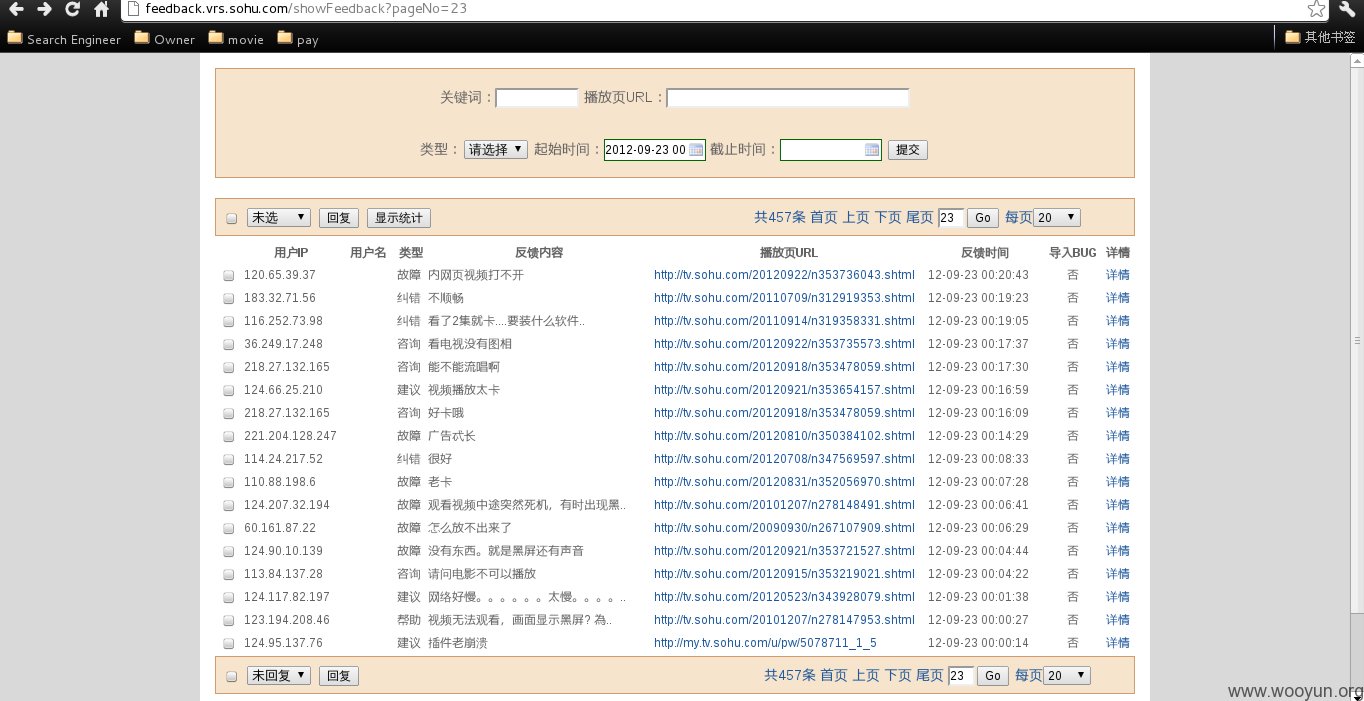 feedback.vrs.sohu.com/showFeedback?pageNo=23
Search Engineer Owner movie pay 其他书签
关键词： 播放页URL：
类型： 请选择 起始时间： 2012-09-23 00 截止时间： 提交
未选 回复 显示统计 共457条 首页 上页 下页 尾页 23 Go 每页 20
用户IP 用户名 类型 反馈内容 播放页URL 反馈时间 导入BUG 详情
120.65.39.37 故障 内网页视频打不开 http://tv.sohu.com/20120922/n353736043.shtml 12-09-23 00:20:43 否 详情
183.32.71.56 纠错 不顺畅 http://tv.sohu.com/20110709/n312919353.shtml 12-09-23 00:19:23 否 详情
116.252.73.98 纠错 看了2集就卡....要装什么软件.. http://tv.sohu.com/20110914/n319358331.shtml 12-09-23 00:19:05 否 详情
36.249.17.248 咨询 看电视没有图相 http://tv.sohu.com/20120922/n353735573.shtml 12-09-23 00:17:37 否 详情
218.27.132.165 咨询 能不能流唱啊 http://tv.sohu.com/20120918/n353478059.shtml 12-09-23 00:17:30 否 详情
124.66.25.210 建议 视频播放太卡 http://tv.sohu.com/20120921/n353654157.shtml 12-09-23 00:16:59 否 详情
218.27.132.165 咨询 好卡哦 http://tv.sohu.com/20120918/n353478059.shtml 12-09-23 00:16:09 否 详情
221.204.128.247 故障 广告忒长 http://tv.sohu.com/20120810/n350384102.shtml 12-09-23 00:14:29 否 详情
114.24.217.52 纠错 很好 http://tv.sohu.com/20120708/n347569597.shtml 12-09-23 00:08:33 否 详情
110.88.198.6 故障 老卡 http://tv.sohu.com/20120831/n352056970.shtml 12-09-23 00:07:28 否 详情
124.207.32.194 故障 观看视频中途突然死机，有时出现黑.. http://tv.sohu.com/20101207/n278148491.shtml 12-09-23 00:06:41 否 详情
60.161.87.22 故障 怎么放不出来了 http://tv.sohu.com/20090930/n267107909.shtml 12-09-23 00:06:29 否 详情
124.90.10.139 故障 没有东西。就是黑屏还有声音 http://tv.sohu.com/20120921/n353721527.shtml 12-09-23 00:04:44 否 详情
113.84.137.28 咨询 请问电影不可以播放 http://tv.sohu.com/20120915/n353219021.shtml 12-09-23 00:04:22 否 详情
124.117.82.197 建议 网络好慢。。。。。。太慢。。。。.. http://tv.sohu.com/20120523/n343928079.shtml 12-09-23 00:01:38 否 详情
123.194.208.46 帮助 视频无法观看，画面显示黑屏? 為.. http://tv.sohu.com/20101207/n278147953.shtml 12-09-23 00:00:27 否 详情
124.95.137.76 建议 插件老崩溃 http://my.tv.sohu.com/u/pw/5078711_1_5 12-09-23 00:00:14 否 详情
未回复 回复 共457条 首页 上页 下页 尾页 23 Go 每页 20
www.wooyun.org